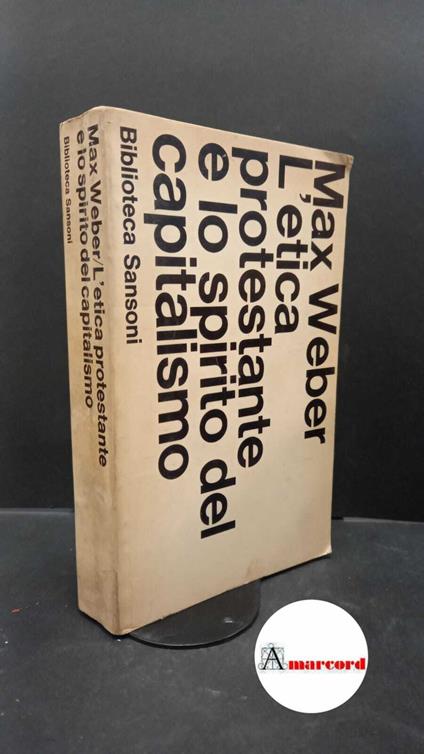 Max Weber/L'etica protestante
e lo spirito del capitalismo
Biblioteca Sansoni
Max Weber
L'etica
protestante
e lo spirito del
capitalismo
Biblioteca Sansoni
Amarcord